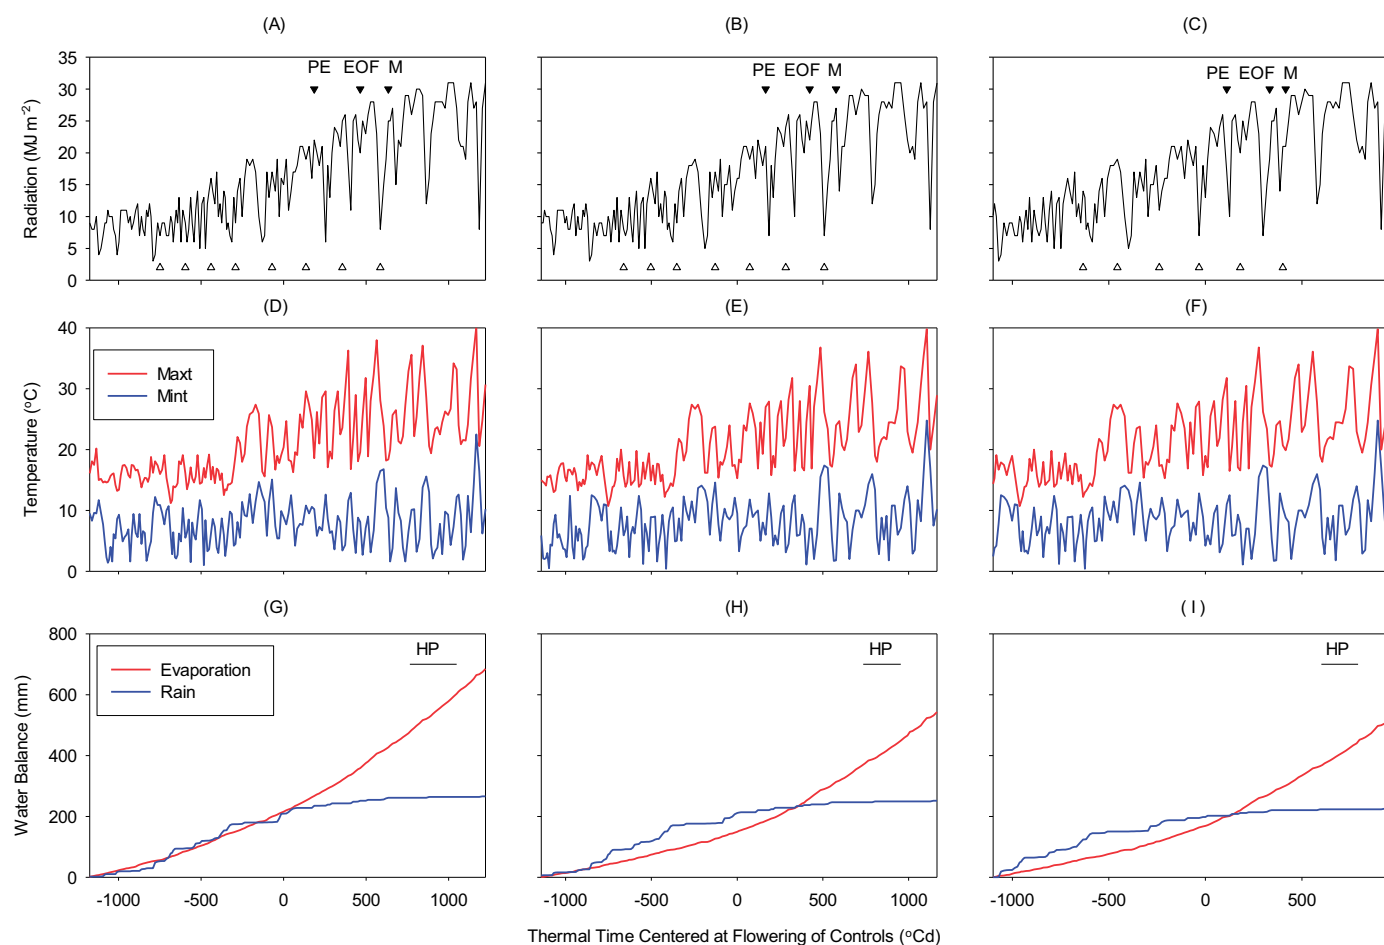 (A) (B) (C)
Radiation (MJ m-2)
35
30
25
20
15
10
5
0
PE EOF M
PE EOF M
PE EOF M
(D) (E) (F)
Temperature (oC)
40
30
20
10
0
Maxt
Mint
(G) (H) (I)
Water Balance (mm)
800
600
400
200
0
Evaporation
Rain
HP
HP
HP
-1000 -500 0 500 1000
-1000 -500 0 500 1000
-1000 -500 0 500
Thermal Time Centered at Flowering of Controls (oCd)